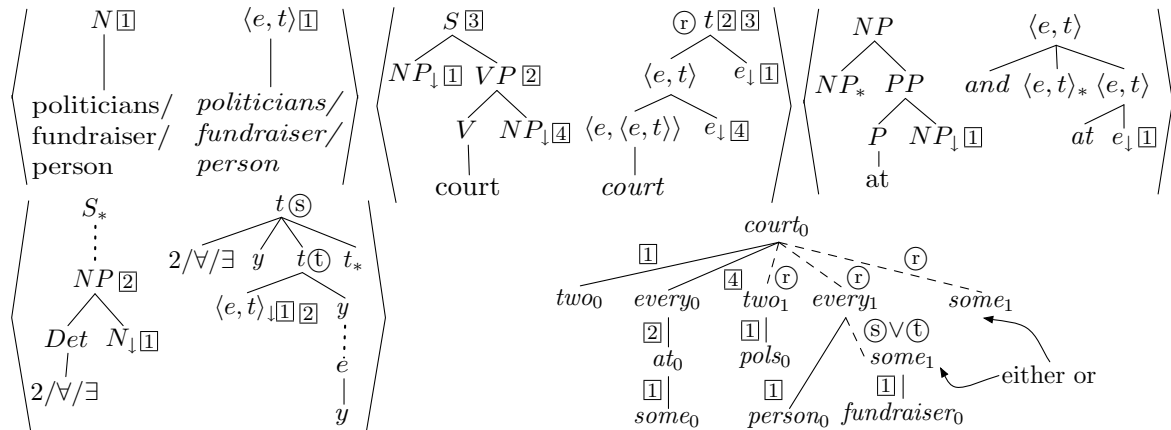 N 1
⟨e, t⟩ 1
politicians/
fundraiser/
person
politicians/
fundraiser/
person
S 3
NP↓ 1 VP 2
V NP↓ 4
court
ⓡ t 2 3
⟨e, t⟩ e↓ 1
⟨e, ⟨e, t⟩⟩ e↓ 4
court
NP
NP* PP
P NP↓ 1
at
⟨e, t⟩
and ⟨e, t⟩* ⟨e, t⟩
at e↓ 1
S*
NP 2
Det N↓ 1
2/∀/∃
t ⓢ
2/∀/∃ y t ⓣ t*
⟨e, t⟩↓ 1 2 y
e
y
court₀
1 4 ⓡ ⓡ ⓡ
two₀ every₀ two₁ every₁ some₁
2 1 ⓢ∨ⓣ
at₀ pols₀ some₁
either or
1 1 1
some₀ person₀ fundraiser₀